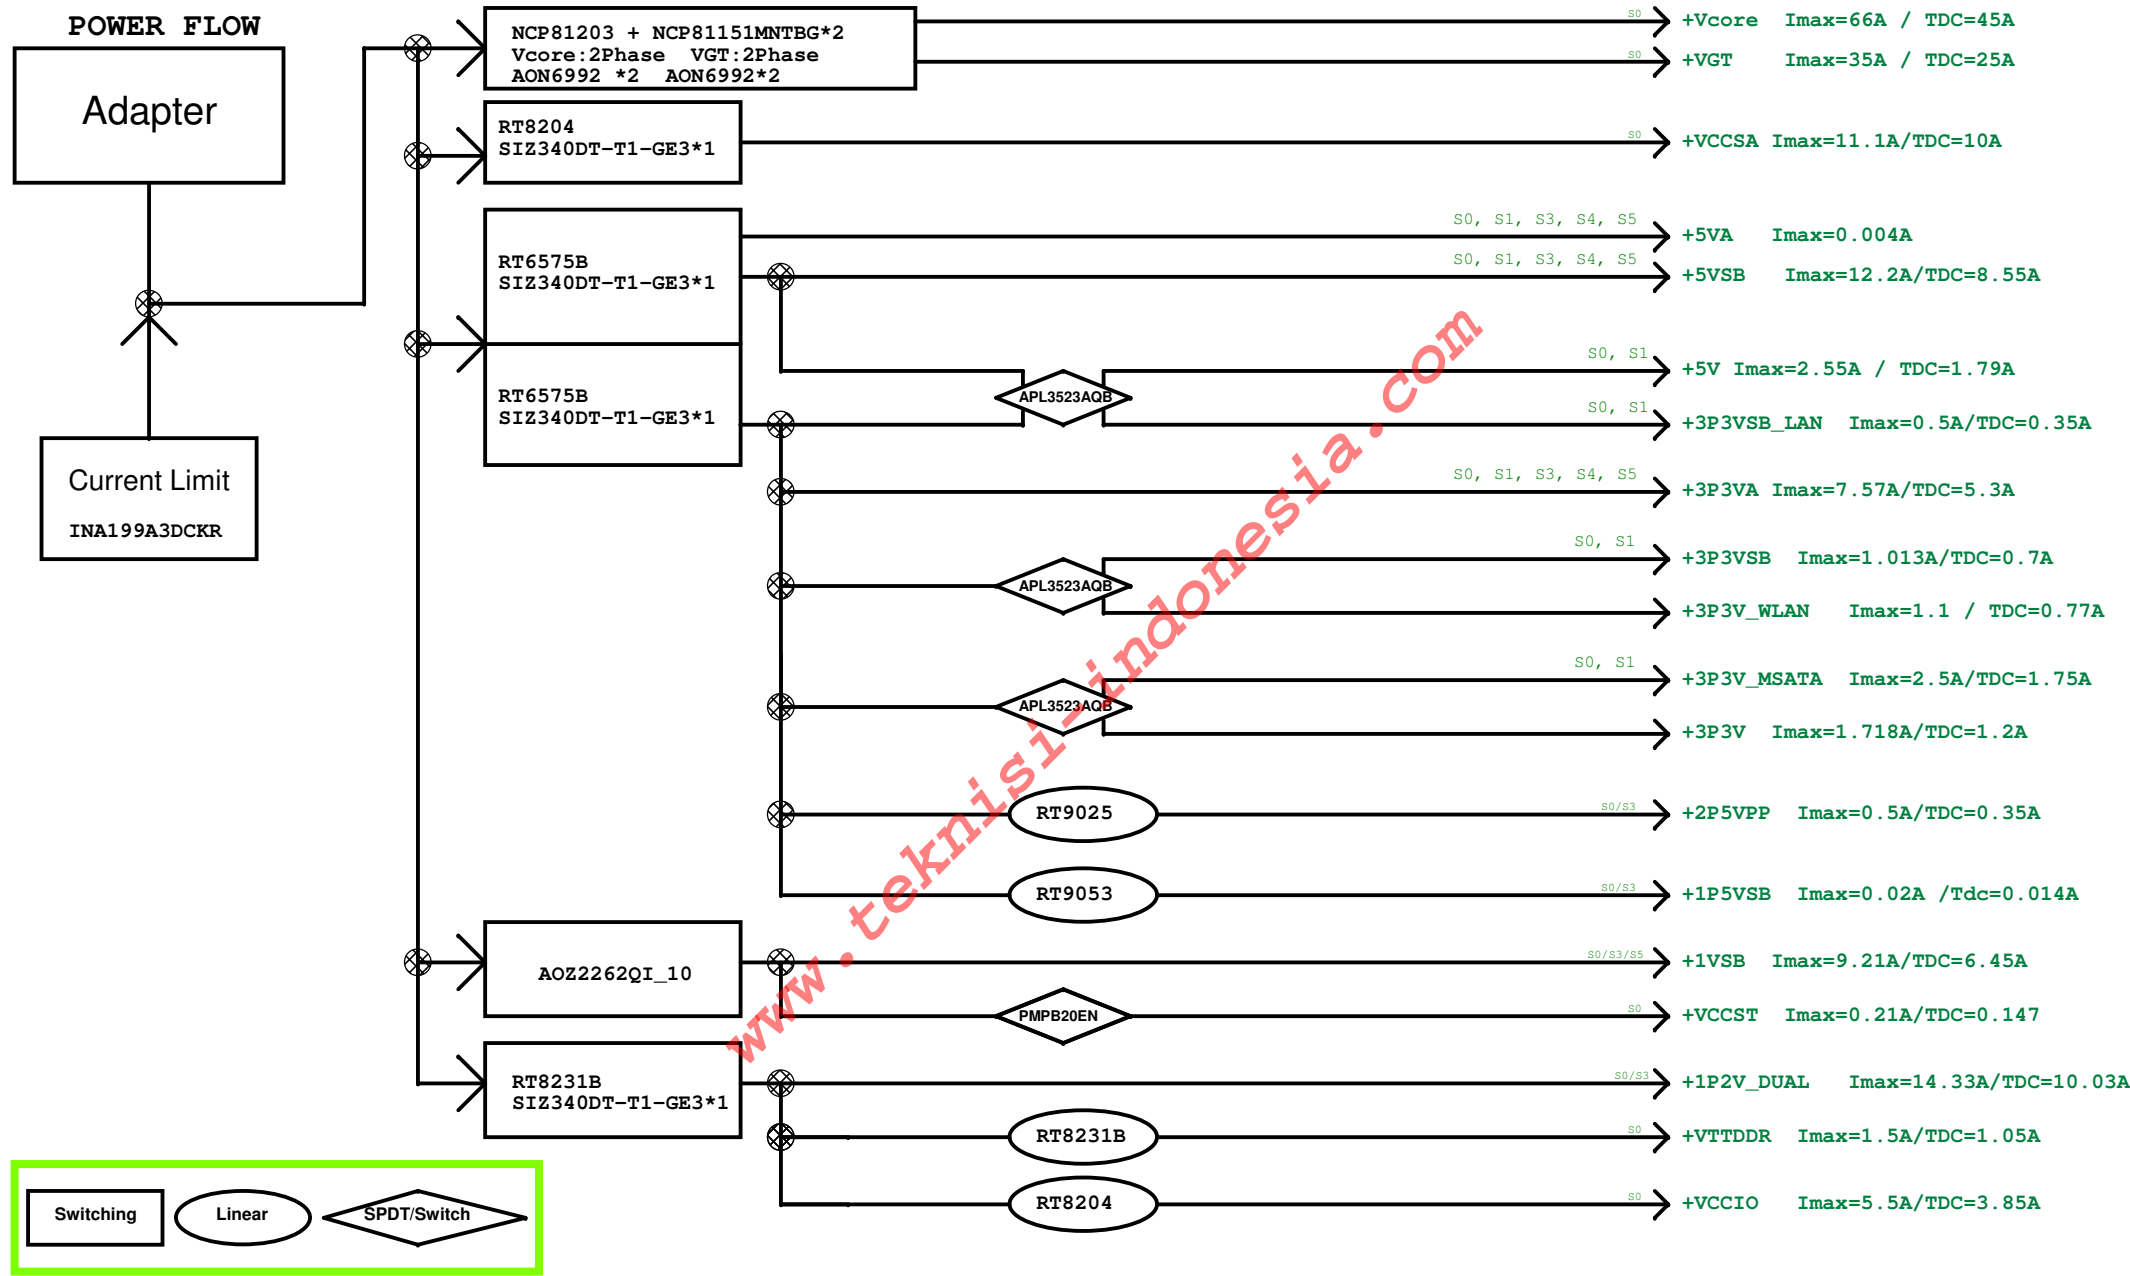 POWER FLOW
Adapter
Current Limit
INA199A3DCKR
NCP81203 + NCP81151MNTBG*2
Vcore:2Phase VGT:2Phase
AON6992 *2 AON6992*2
S0
+Vcore Imax=66A / TDC=45A
S0
+VGT Imax=35A / TDC=25A
RT8204
SIZ340DT-T1-GE3*1
S0
+VCCSA Imax=11.1A/TDC=10A
RT6575B
SIZ340DT-T1-GE3*1
S0, S1, S3, S4, S5
+5VA Imax=0.004A
S0, S1, S3, S4, S5
+5VSB Imax=12.2A/TDC=8.55A
RT6575B
SIZ340DT-T1-GE3*1
APL3523AQB
S0, S1
+5V Imax=2.55A / TDC=1.79A
S0, S1
+3P3VSB_LAN Imax=0.5A/TDC=0.35A
S0, S1, S3, S4, S5
+3P3VA Imax=7.57A/TDC=5.3A
APL3523AQB
S0, S1
+3P3VSB Imax=1.013A/TDC=0.7A
+3P3V_WLAN Imax=1.1 / TDC=0.77A
APL3523AQB
S0, S1
+3P3V_MSATA Imax=2.5A/TDC=1.75A
+3P3V Imax=1.718A/TDC=1.2A
RT9025
S0/S3
+2P5VPP Imax=0.5A/TDC=0.35A
RT9053
S0/S3
+1P5VSB Imax=0.02A /Tdc=0.014A
AOZ2262QI_10
S0/S3/S5
+1VSB Imax=9.21A/TDC=6.45A
PMPB20EN
S0
+VCCST Imax=0.21A/TDC=0.147
RT8231B
SIZ340DT-T1-GE3*1
S0/S3
+1P2V_DUAL Imax=14.33A/TDC=10.03A
RT8231B
S0
+VTTDDR Imax=1.5A/TDC=1.05A
RT8204
S0
+VCCIO Imax=5.5A/TDC=3.85A
Switching
Linear
SPDT/Switch
www.teknisi-indonesia.com